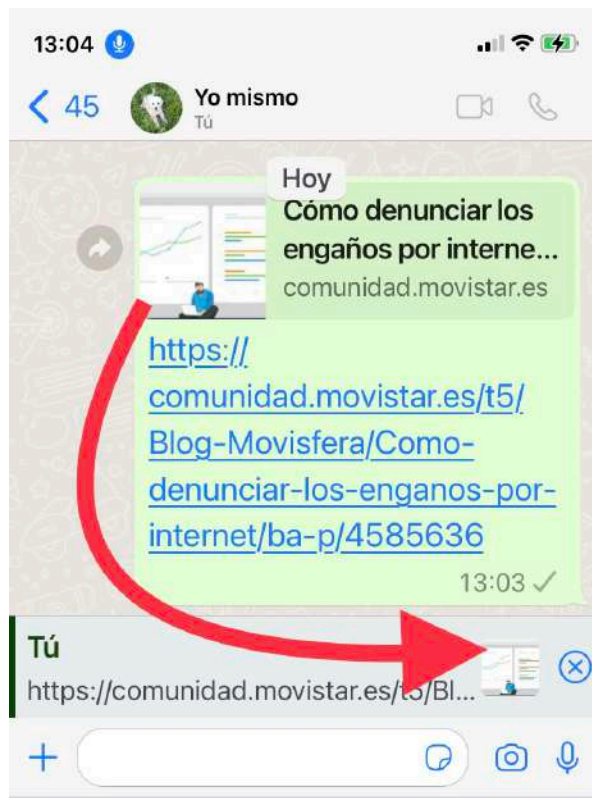 13:04
45
Yo mismo
Tú
Hoy
Cómo denunciar los
engaños por interne...
comunidad.movistar.es
https://
comunidad.movistar.es/t5/
Blog-Movisfera/Como-
denunciar-los-enganos-por-
internet/ba-p/4585636
13:03
Tú
https://comunidad.movistar.es/t5/Bl...